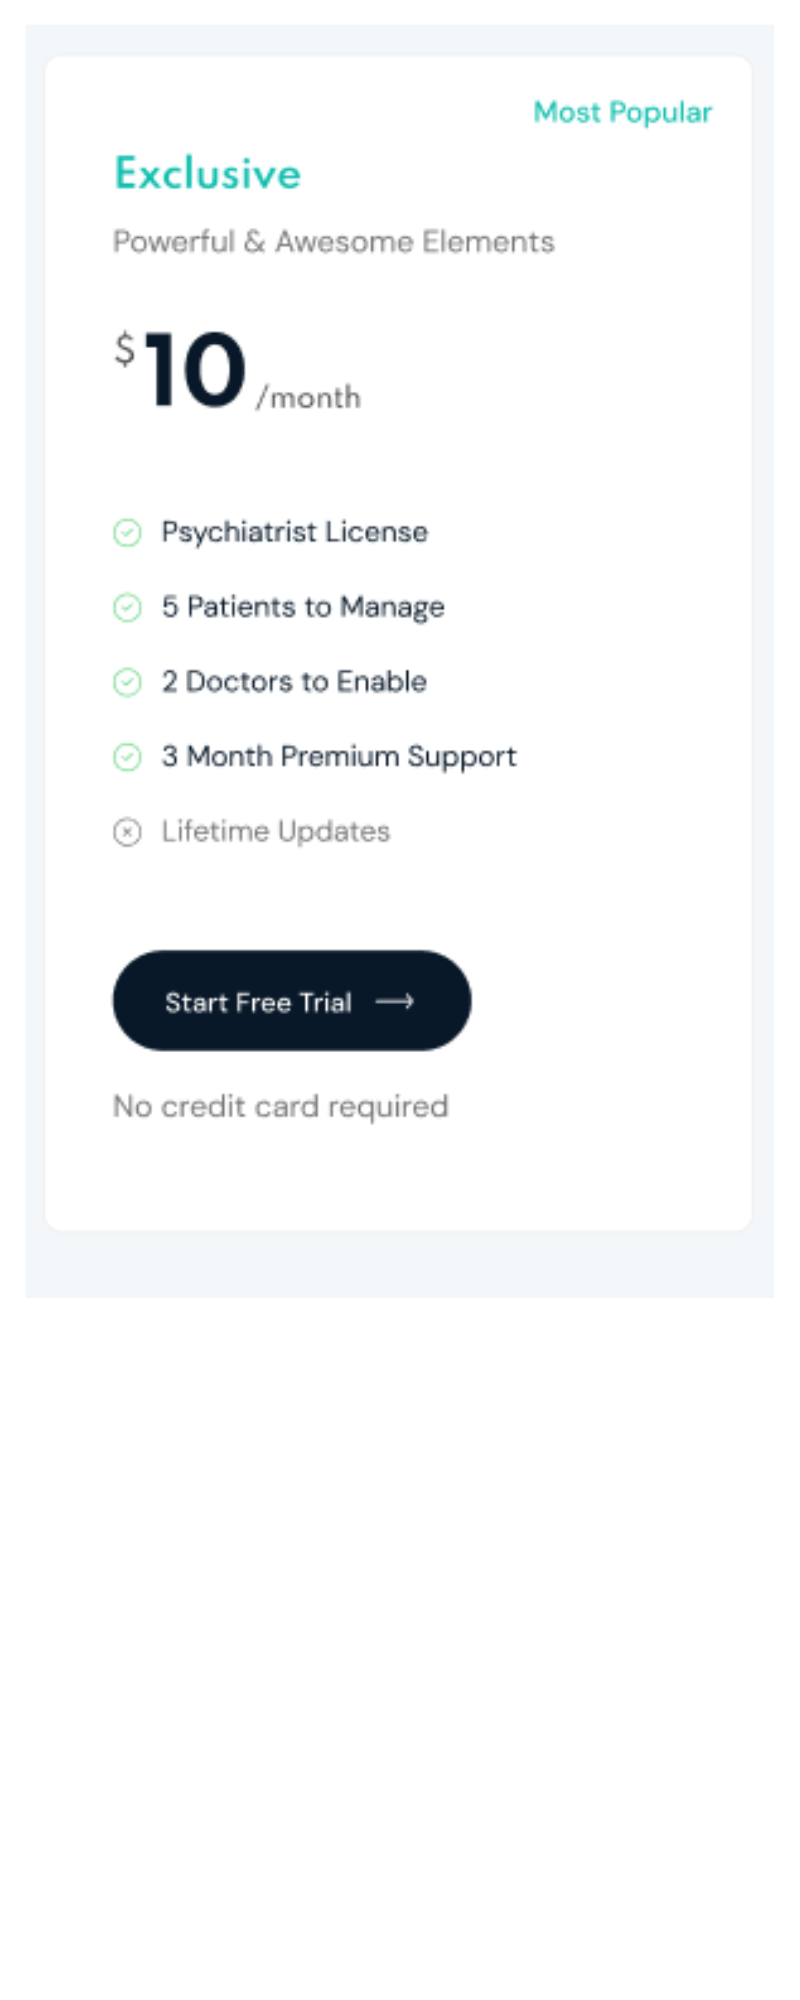 Most Popular
Exclusive
Powerful & Awesome Elements
$10 /month
Psychiatrist License
5 Patients to Manage
2 Doctors to Enable
3 Month Premium Support
Lifetime Updates
Start Free Trial
No credit card required